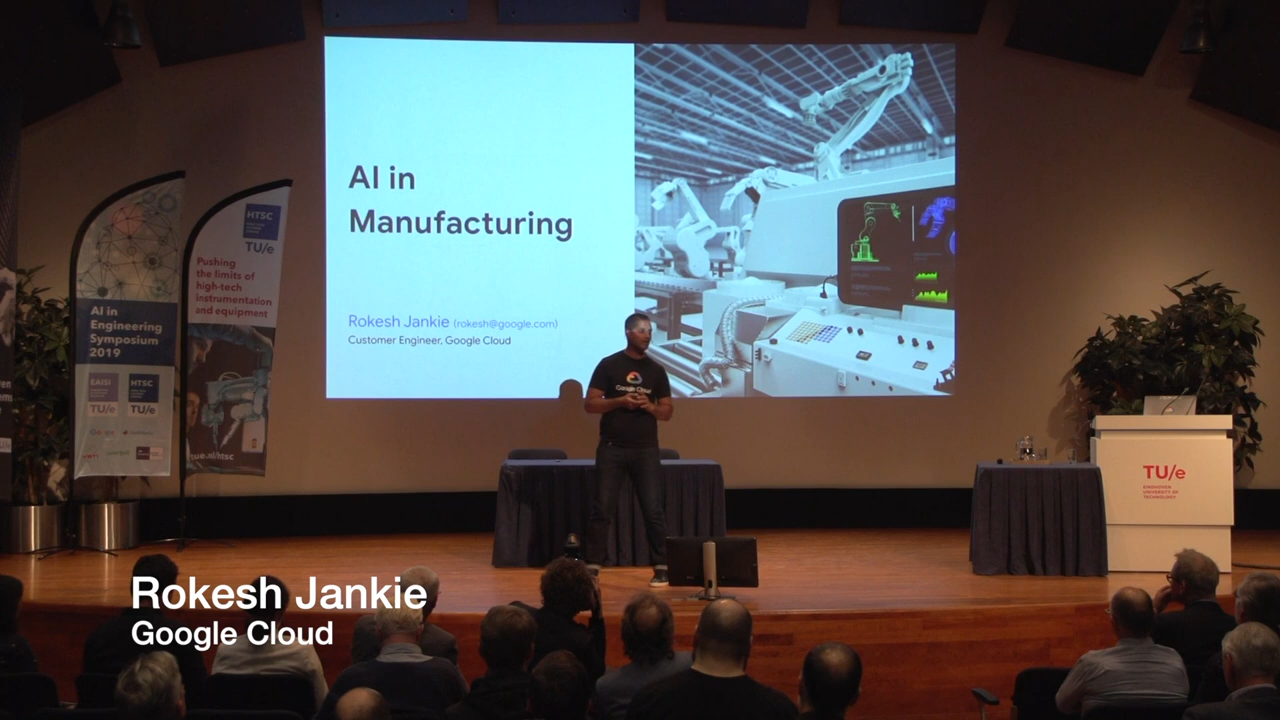 AI in
Manufacturing
Rokesh Jankie (rokesh@google.com)
Customer Engineer, Google Cloud
Google Cloud
HTSC
TU/e
Pushing
the limits of
high-tech
instrumentation
and equipment
AI in
Engineering
Symposium
2019
EAISI
HTSC
TU/e
TU/e
Google
tue.nl/htsc
TU/e
EINDHOVEN
UNIVERSITY OF
TECHNOLOGY
Rokesh Jankie
Google Cloud